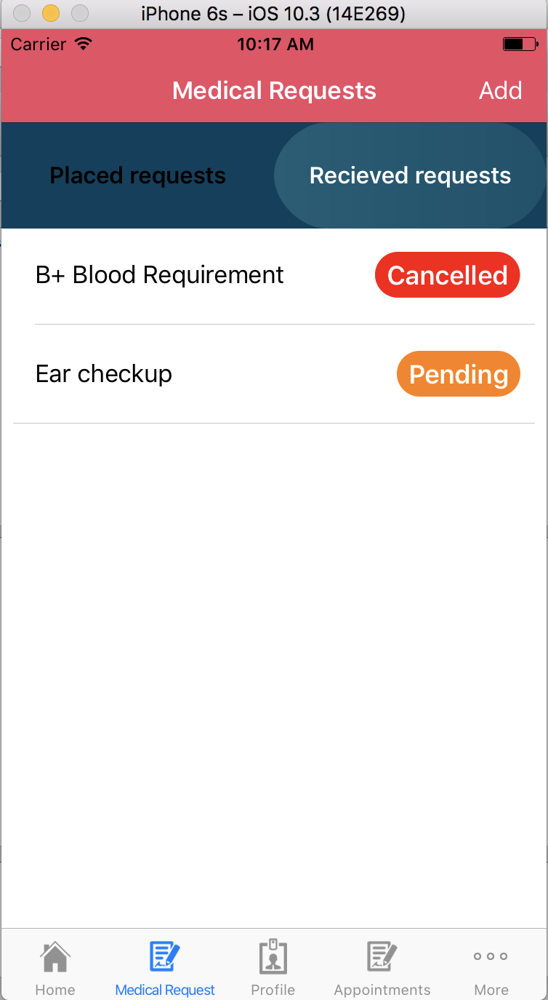 iPhone 6s – iOS 10.3 (14E269)
Carrier 10:17 AM
Medical Requests Add
Placed requests Recieved requests
B+ Blood Requirement Cancelled
Ear checkup Pending
Home Medical Request Profile Appointments More